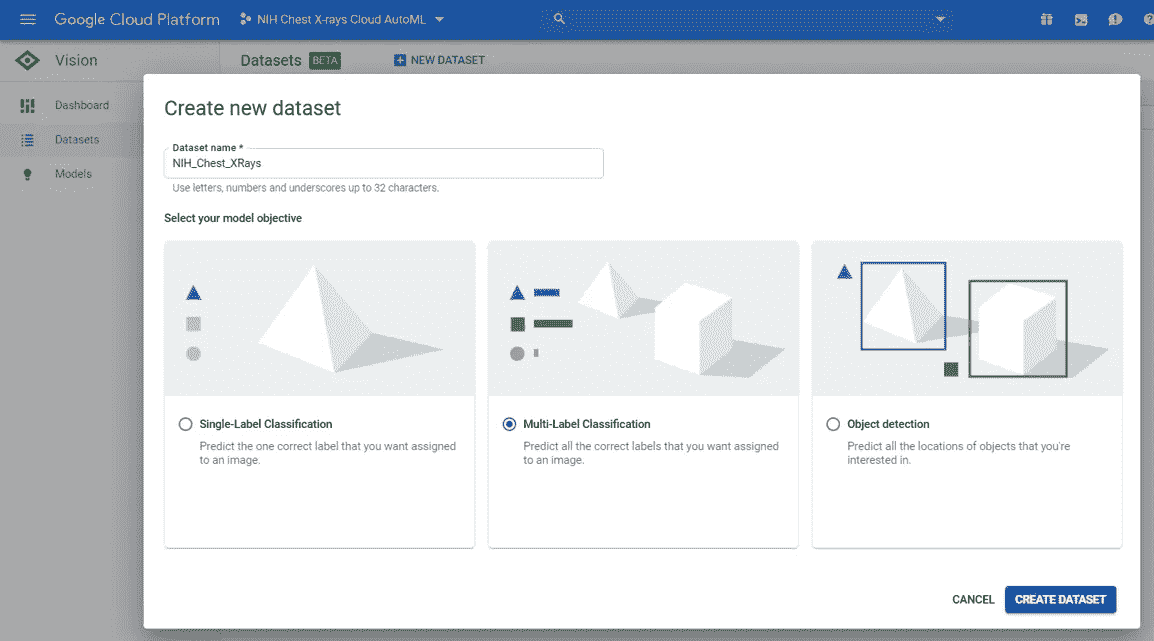 Google Cloud Platform
NIH Chest X-rays Cloud AutoML
Vision
Datasets BETA
NEW DATASET
Dashboard
Datasets
Models
Create new dataset
Dataset name *
NIH_Chest_XRays
Use letters, numbers and underscores up to 32 characters.
Select your model objective
Single-Label Classification
Predict the one correct label that you want assigned
to an image.
Multi-Label Classification
Predict all the correct labels that you want assigned
to an image.
Object detection
Predict all the locations of objects that you're
interested in.
CANCEL
CREATE DATASET